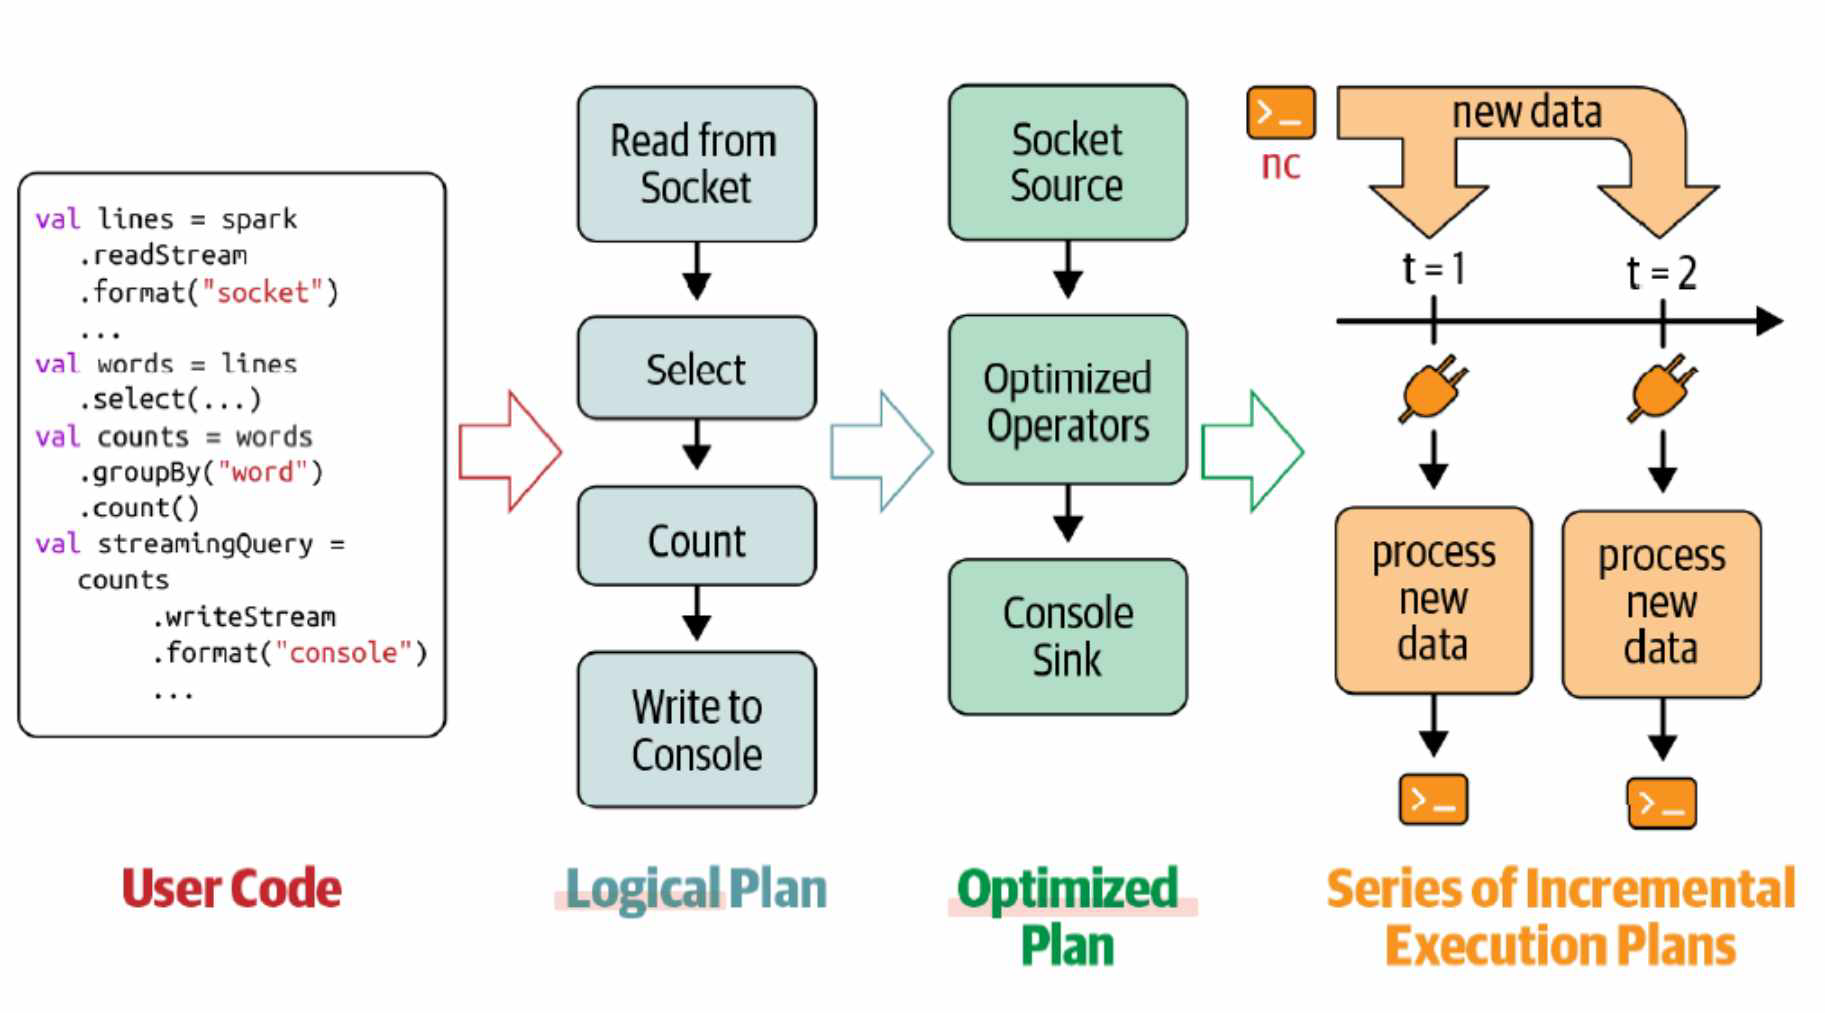 val lines = spark
.readStream
.format("socket")
...
val words = lines
.select(...)
val counts = words
.groupBy("word")
.count()
val streamingQuery =
counts
.writeStream
.format("console")
...
User Code
Read from
Socket
Select
Count
Write to
Console
Logical Plan
Socket
Source
Optimized
Operators
Console
Sink
Optimized
Plan
>_
nc
new data
t = 1
t = 2
process
new
data
process
new
data
>_
>_
Series of Incremental
Execution Plans